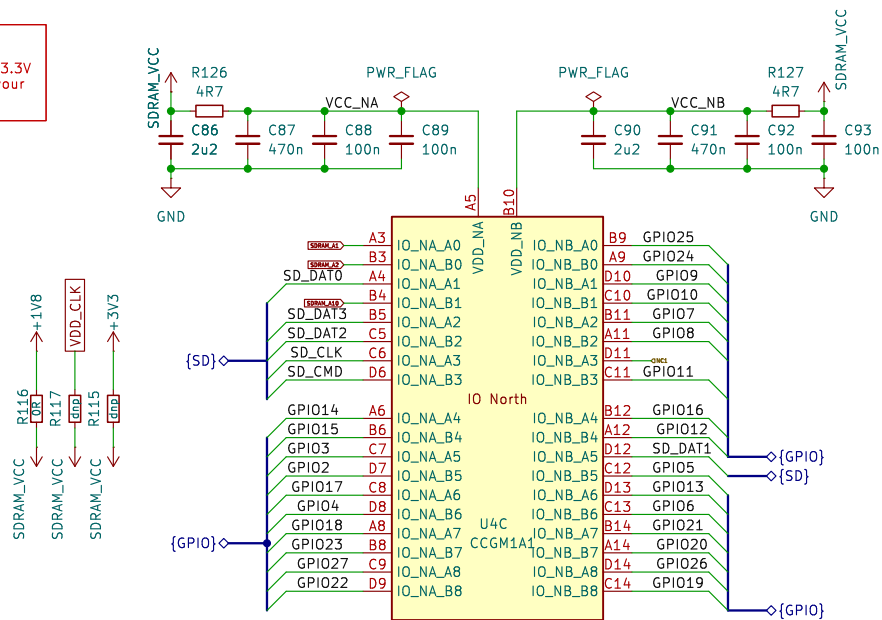 3.3V
your
SDRAM_VCC
R126
4R7
PWR_FLAG
VCC_NA
C86
2u2
C87
470n
C88
100n
C89
100n
GND
PWR_FLAG
VCC_NB
R127
4R7
SDRAM_VCC
C90
2u2
C91
470n
C92
100n
C93
100n
GND
A5
B10
VDD_NA
VDD_NB
SDRAM_A1
A3
IO_NA_A0
SDRAM_A2
B3
IO_NA_B0
SD_DAT0
A4
IO_NA_A1
SDRAM_A10
B4
IO_NA_B1
SD_DAT3
B5
IO_NA_A2
SD_DAT2
C5
IO_NA_B2
SD_CLK
C6
IO_NA_A3
SD_CMD
D6
IO_NA_B3
{SD}
IO North
GPIO14
A6
IO_NA_A4
GPIO15
B6
IO_NA_B4
GPIO3
C7
IO_NA_A5
GPIO2
D7
IO_NA_B5
GPIO17
C8
IO_NA_A6
GPIO4
D8
IO_NA_B6
GPIO18
A8
IO_NA_A7
GPIO23
B8
IO_NA_B7
GPIO27
C9
IO_NA_A8
GPIO22
D9
IO_NA_B8
{GPIO}
U4C
CCGM1A1
IO_NB_A0
B9
GPIO25
IO_NB_B0
A9
GPIO24
IO_NB_A1
D10
GPIO9
IO_NB_B1
C10
GPIO10
IO_NB_A2
B11
GPIO7
IO_NB_B2
A11
GPIO8
IO_NB_A3
D11
NC1
IO_NB_B3
C11
GPIO11
IO_NB_A4
B12
GPIO16
IO_NB_B4
A12
GPIO12
IO_NB_A5
D12
SD_DAT1
IO_NB_B5
C12
GPIO5
IO_NB_A6
D13
GPIO13
IO_NB_B6
C13
GPIO6
IO_NB_A7
B14
GPIO21
IO_NB_B7
A14
GPIO20
IO_NB_A8
D14
GPIO26
IO_NB_B8
C14
GPIO19
{GPIO}
{SD}
{GPIO}
+1V8
R116
0R
SDRAM_VCC
VDD_CLK
R117
dnp
SDRAM_VCC
+3V3
R115
dnp
SDRAM_VCC